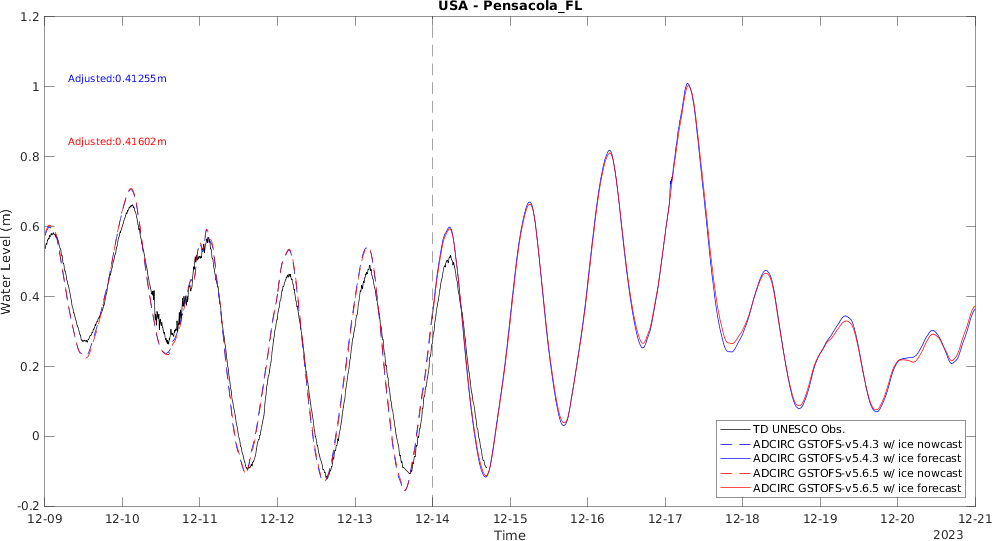 USA - Pensacola_FL
1.2
1
0.8
0.6
0.4
0.2
0
-0.2
Water Level (m)
Adjusted:0.41255m
Adjusted:0.41602m
TD UNESCO Obs.
ADCIRC GSTOFS-v5.4.3 w/ ice nowcast
ADCIRC GSTOFS-v5.4.3 w/ ice forecast
ADCIRC GSTOFS-v5.6.5 w/ ice nowcast
ADCIRC GSTOFS-v5.6.5 w/ ice forecast
12-09 12-10 12-11 12-12 12-13 12-14 12-15 12-16 12-17 12-18 12-19 12-20 12-21
Time
2023